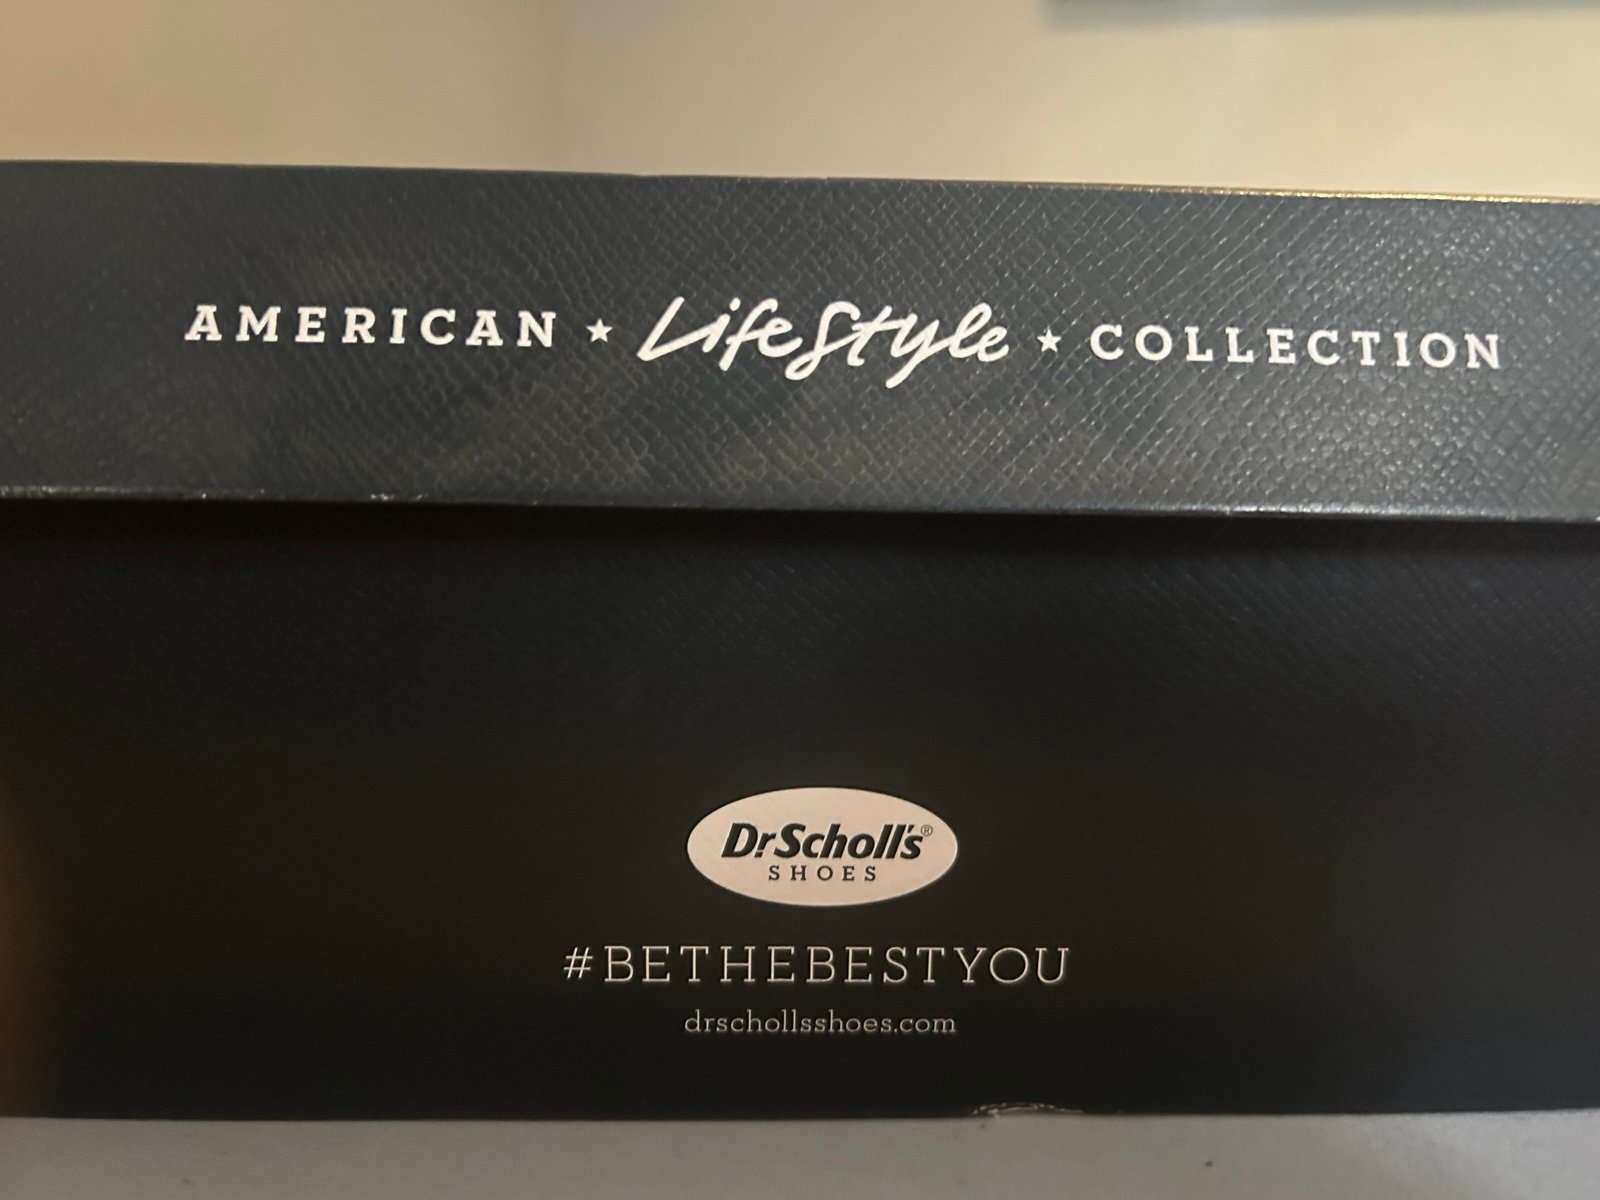 AMERICAN ★ LifeStyle ★ COLLECTION
Dr.Scholl's®
SHOES
#BETHEBESTYOU
drschollsshoes.com